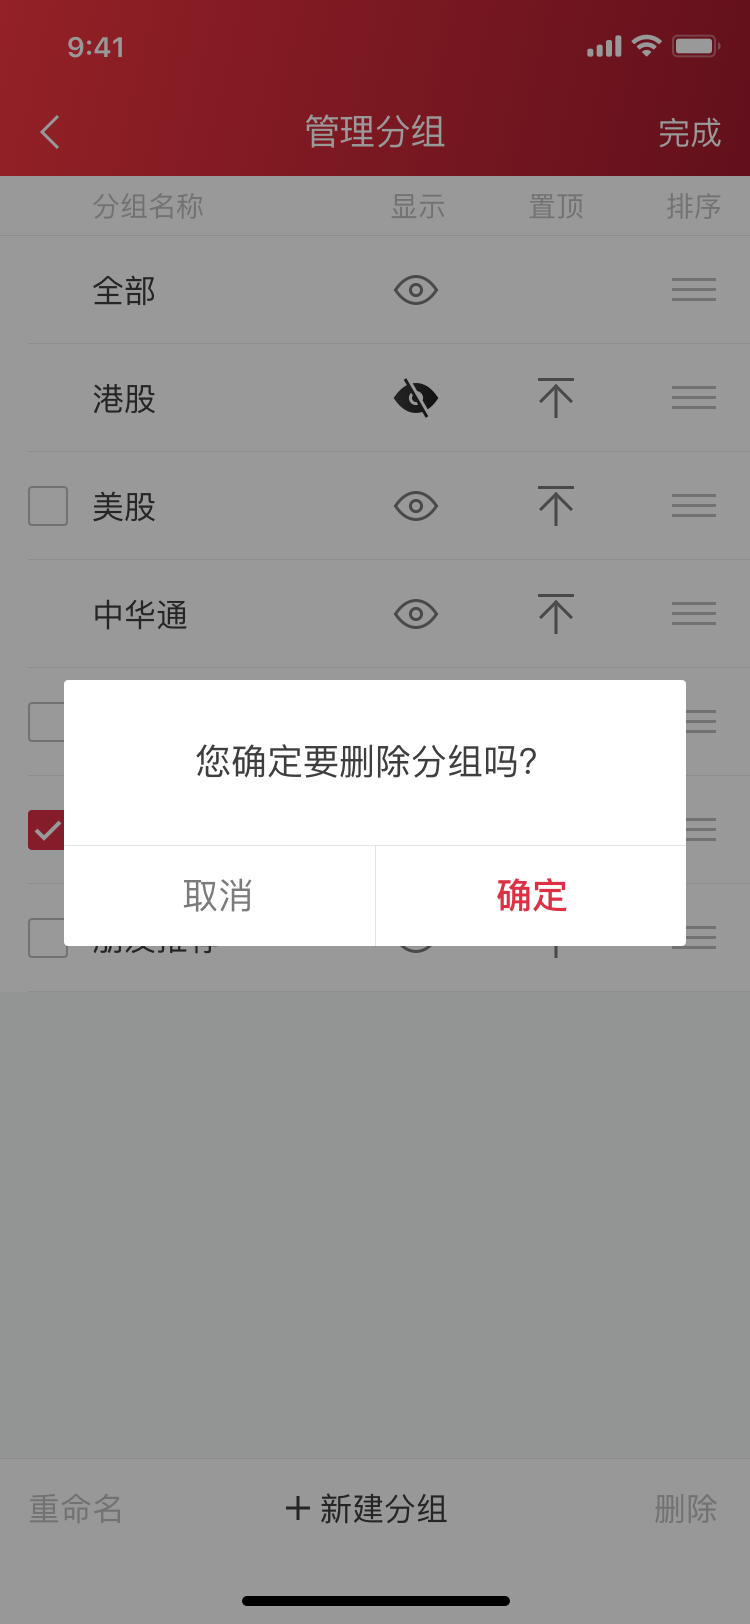 9:41
管理分组
完成
分组名称 显示 置顶 排序
全部
港股
美股
中华通
您确定要删除分组吗?
取消 确定
重命名 新建分组 删除